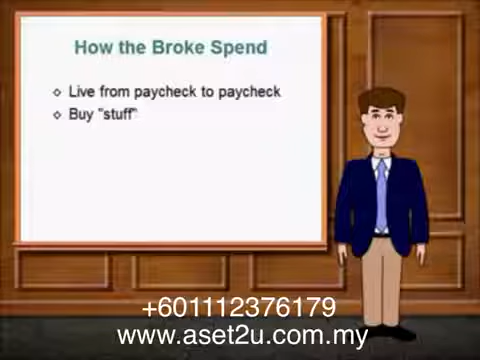 How the Broke Spend
◇ Live from paycheck to paycheck
◇ Buy "stuff"
+601112376179
www.aset2u.com.my